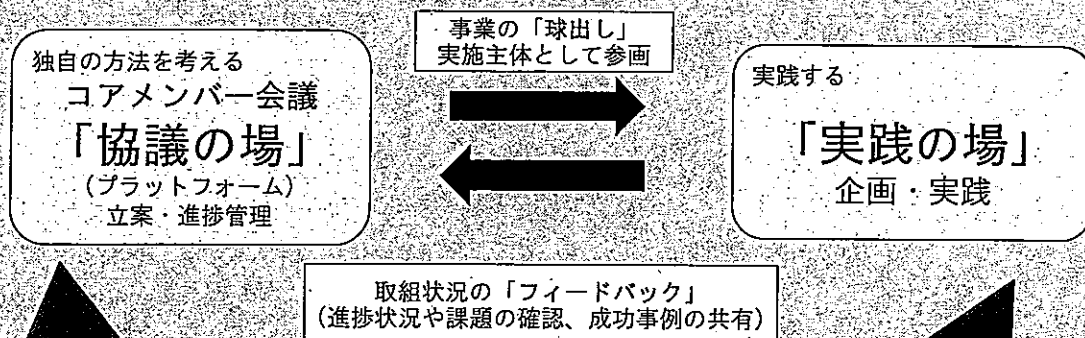 独自の方法を考える
コアメンバー会議
「協議の場」
(プラットフォーム)
立案・進捗管理
事業の「球出し」
実施主体として参画
実践する
「実践の場」
企画・実践
取組状況の「フィードバック」
(進捗状況や課題の確認、成功事例の共有)